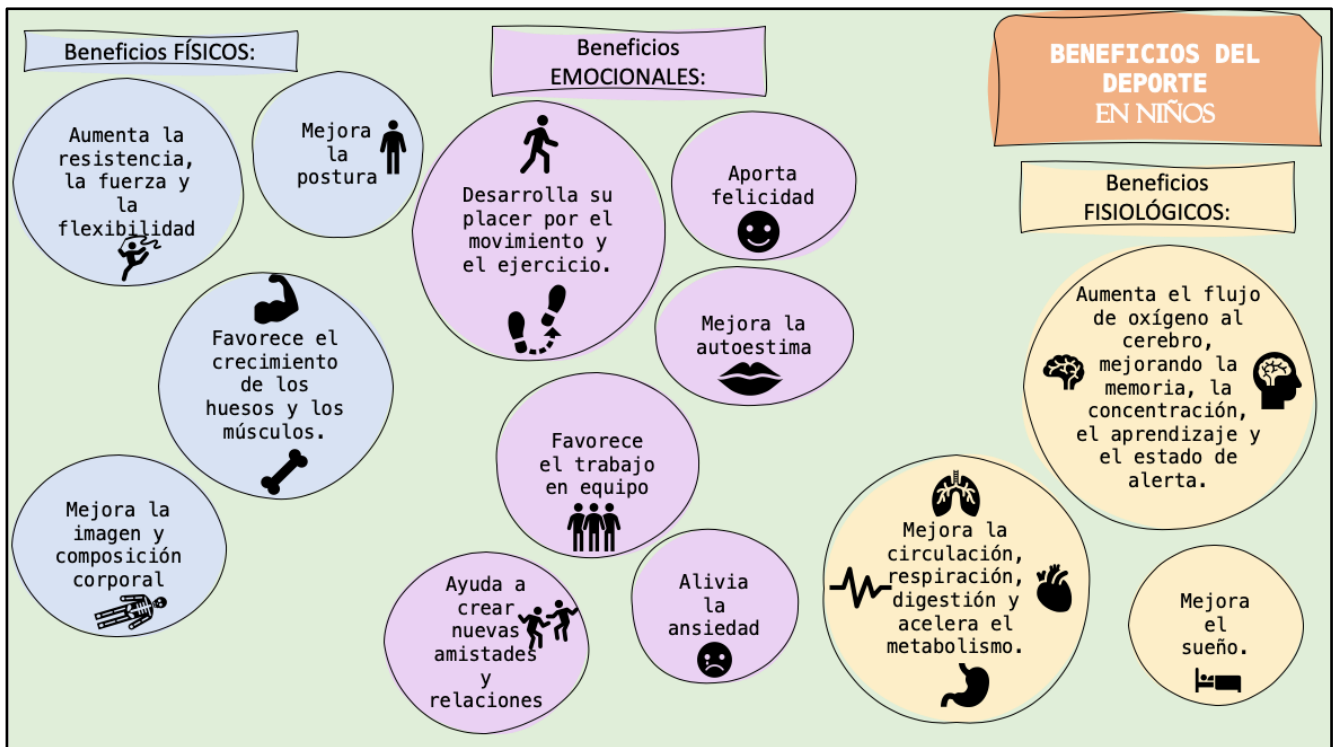 BENEFICIOS DEL
DEPORTE
EN NIÑOS
Beneficios FÍSICOS:
Aumenta la
resistencia,
la fuerza y
la
flexibilidad
Mejora
la
postura
Favorece el
crecimiento
de los
huesos y los
músculos.
Mejora la
imagen y
composición
corporal
Beneficios
EMOCIONALES:
Desarrolla su
placer por el
movimiento y
el ejercicio.
Aporta
felicidad
Mejora la
autoestima
Favorece
el trabajo
en equipo
Ayuda a
crear
nuevas
amistades
y
relaciones
Alivia
la
ansiedad
Beneficios
FISIOLÓGICOS:
Aumenta el flujo
de oxígeno al
cerebro,
mejorando la
memoria, la
concentración,
el aprendizaje y
el estado de
alerta.
Mejora la
circulación,
respiración,
digestión y
acelera el
metabolismo.
Mejora
el
sueño.